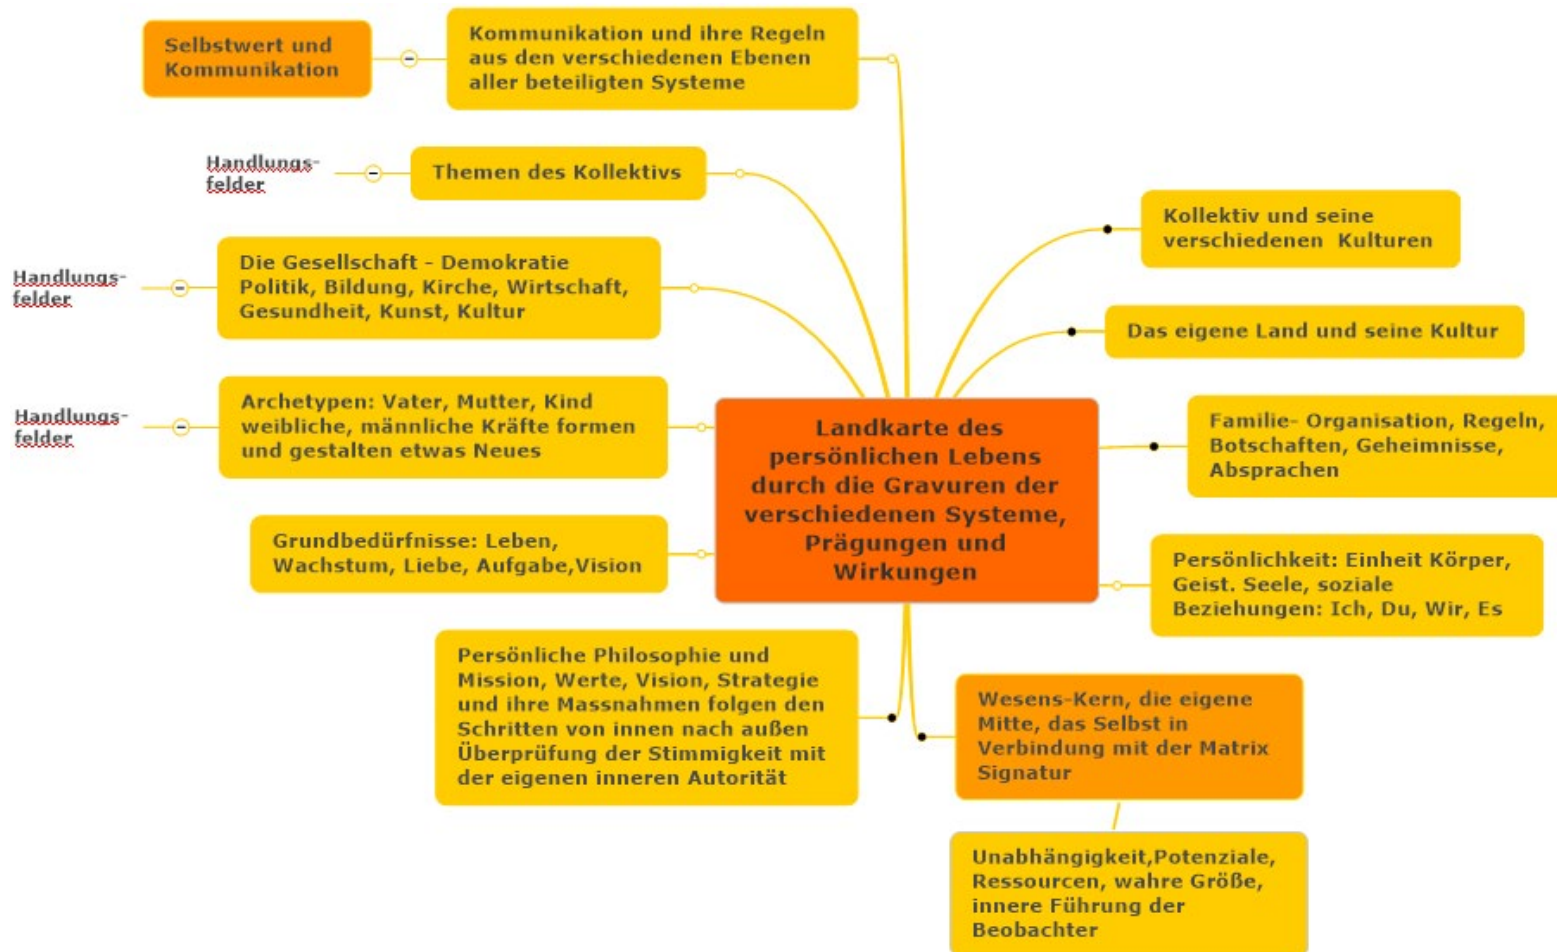 Selbstwert und
Kommunikation
Kommunikation und ihre Regeln
aus den verschiedenen Ebenen
aller beteiligten Systeme
Handlungs-
felder
Themen des Kollektivs
Handlungs-
felder
Die Gesellschaft - Demokratie
Politik, Bildung, Kirche, Wirtschaft,
Gesundheit, Kunst, Kultur
Handlungs-
felder
Archetypen: Vater, Mutter, Kind
weibliche, männliche Kräfte formen
und gestalten etwas Neues
Grundbedürfnisse: Leben,
Wachstum, Liebe, Aufgabe,Vision
Persönliche Philosophie und
Mission, Werte, Vision, Strategie
und ihre Massnahmen folgen den
Schritten von innen nach außen
Überprüfung der Stimmigkeit mit
der eigenen inneren Autorität
Landkarte des
persönlichen Lebens
durch die Gravuren der
verschiedenen Systeme,
Prägungen und
Wirkungen
Kollektiv und seine
verschiedenen  Kulturen
Das eigene Land und seine Kultur
Familie- Organisation, Regeln,
Botschaften, Geheimnisse,
Absprachen
Persönlichkeit: Einheit Körper,
Geist. Seele, soziale
Beziehungen: Ich, Du, Wir, Es
Wesens-Kern, die eigene
Mitte, das Selbst in
Verbindung mit der Matrix
Signatur
Unabhängigkeit,Potenziale,
Ressourcen, wahre Größe,
innere Führung der
Beobachter